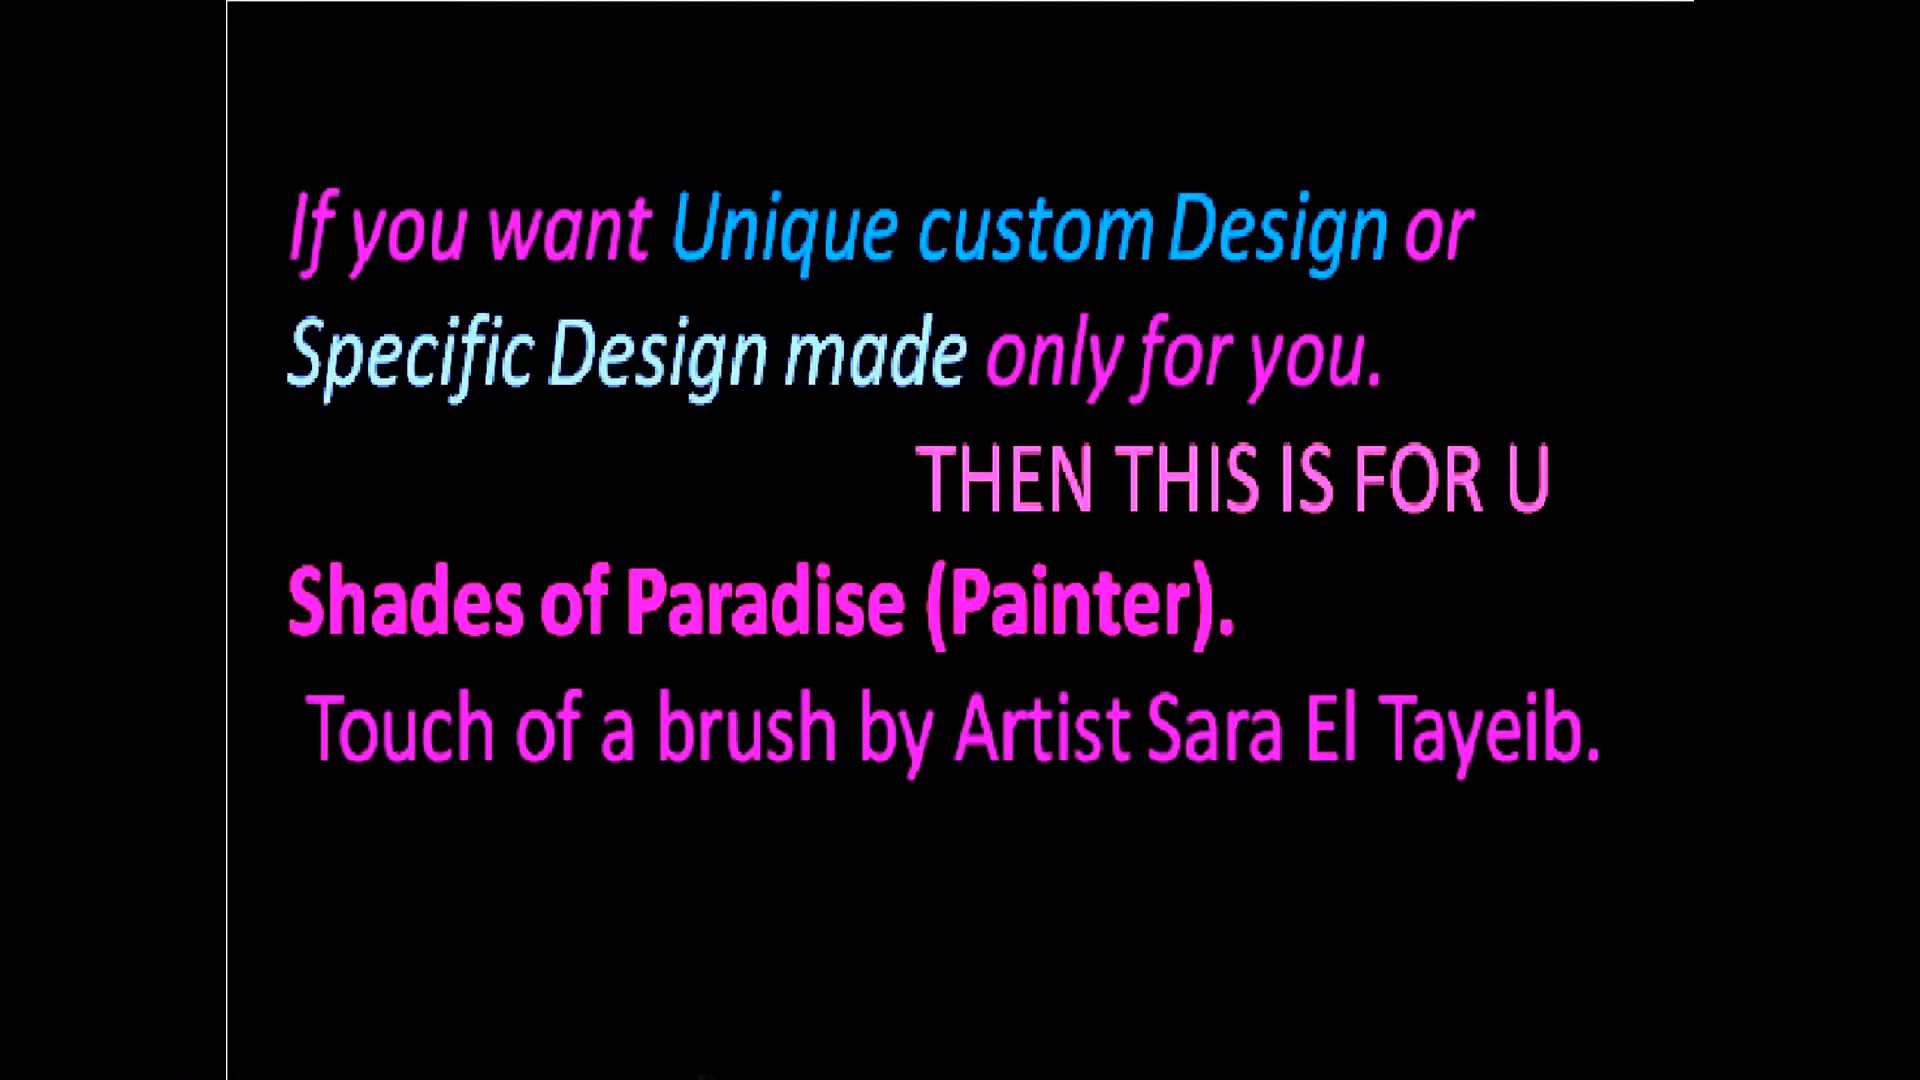 If you want Unique custom Design or
Specific Design made only for you.
THEN THIS IS FOR U
Shades of Paradise (Painter).
Touch of a brush by Artist Sara El Tayeib.